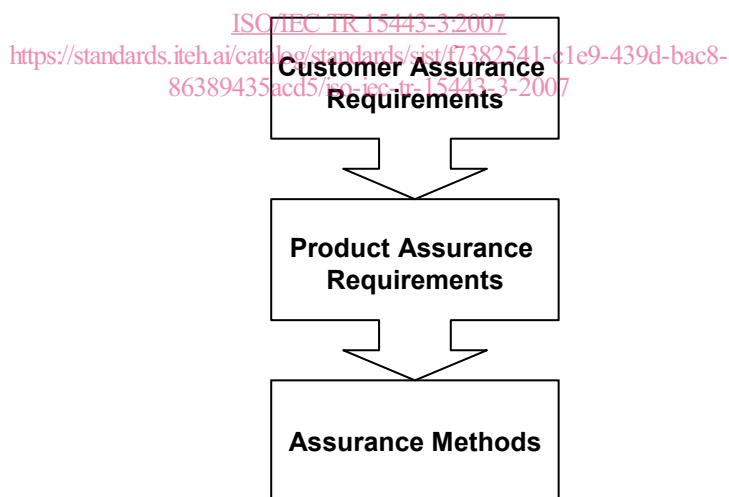 ISO/IEC TR 15443-3:2007
https://standards.iteh.ai/catalog/standards/sist/f7382541-c1e9-439d-bac8-
86389435acd5/iso-iec-tr-15443-3-2007
Customer Assurance
Requirements
Product Assurance
Requirements
Assurance Methods